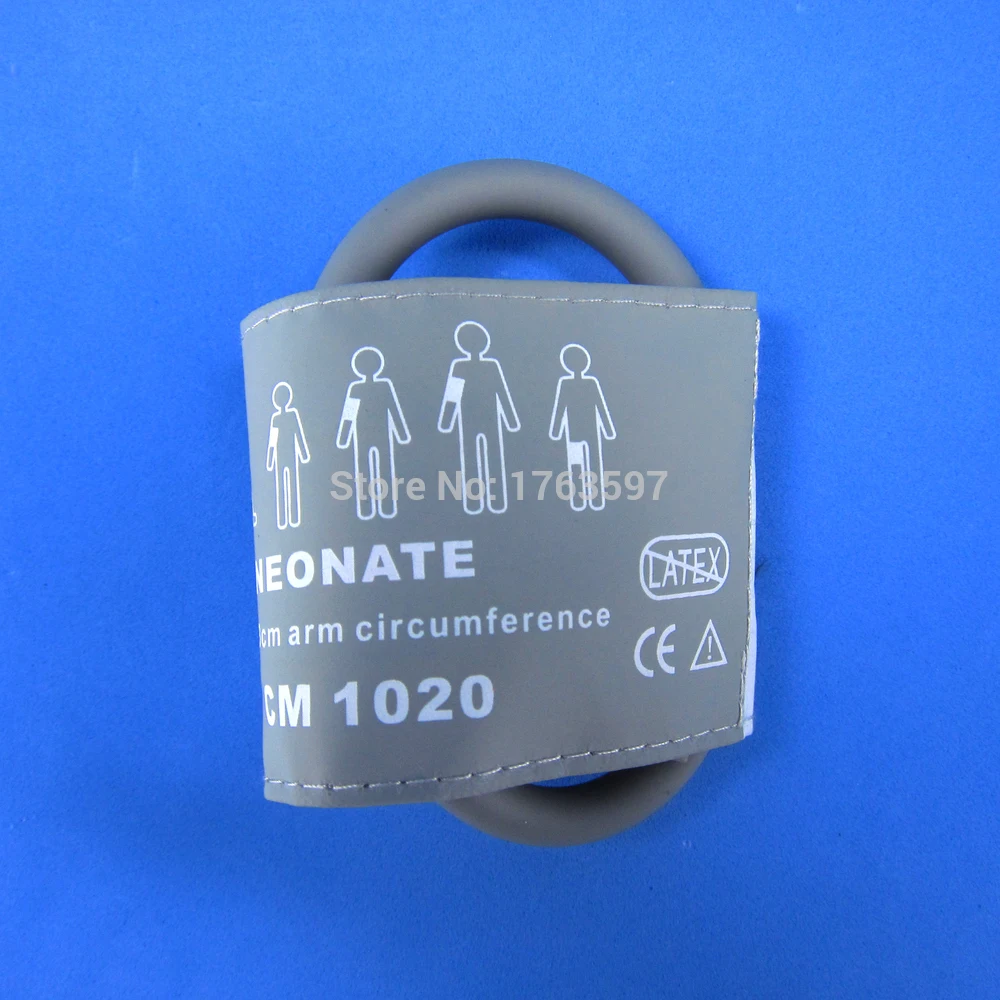 Store No: 1763597
NEONATE
LATEX
cm arm circumference
CE
CM 1020